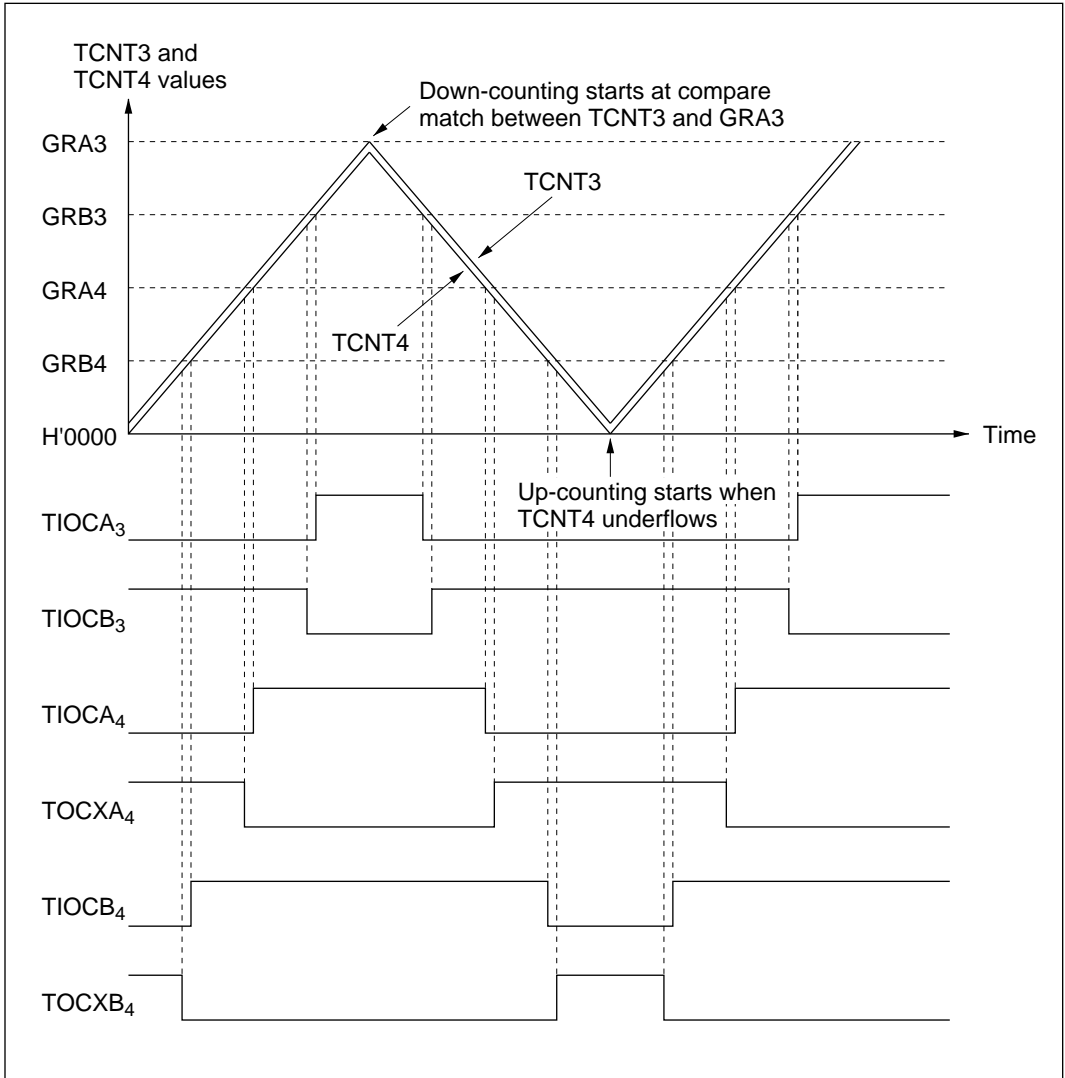 TCNT3 and
TCNT4 values
Down-counting starts at compare
match between TCNT3 and GRA3
GRA3
TCNT3
GRB3
GRA4
TCNT4
GRB4
H'0000
Time
Up-counting starts when
TCNT4 underflows
TIOCA3
TIOCB3
TIOCA4
TOCXA4
TIOCB4
TOCXB4